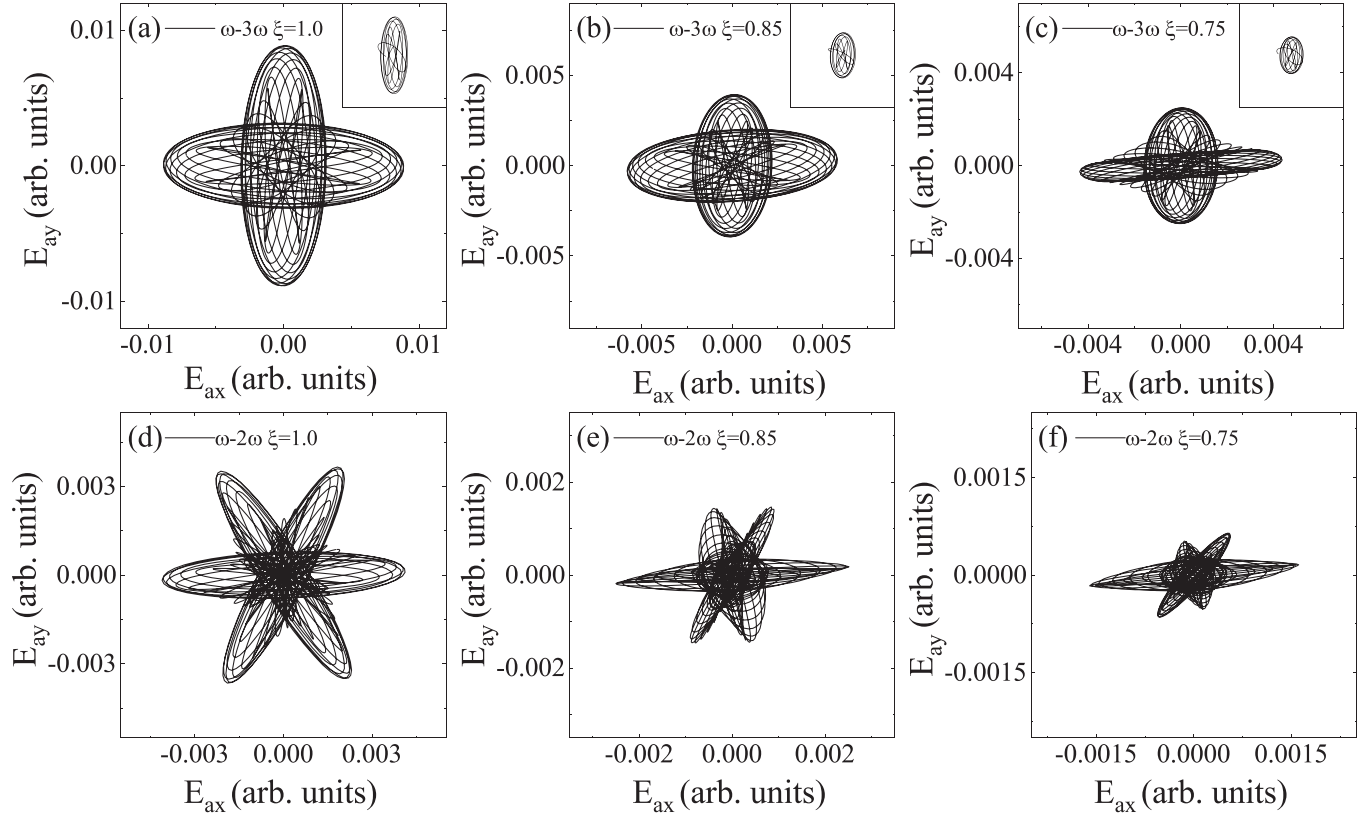 (a) ω-3ω ξ=1.0
0.01
0.00
-0.01
E_ay (arb. units)
-0.01 0.00 0.01
E_ax (arb. units)
(b) ω-3ω ξ=0.85
0.005
0.000
-0.005
E_ay (arb. units)
-0.005 0.000 0.005
E_ax (arb. units)
(c) ω-3ω ξ=0.75
0.004
0.000
-0.004
E_ay (arb. units)
-0.004 0.000 0.004
E_ax (arb. units)
(d) ω-2ω ξ=1.0
0.003
0.000
-0.003
E_ay (arb. units)
-0.003 0.000 0.003
E_ax (arb. units)
(e) ω-2ω ξ=0.85
0.002
0.000
-0.002
E_ay (arb. units)
-0.002 0.000 0.002
E_ax (arb. units)
(f) ω-2ω ξ=0.75
0.0015
0.0000
-0.0015
E_ay (arb. units)
-0.0015 0.0000 0.0015
E_ax (arb. units)